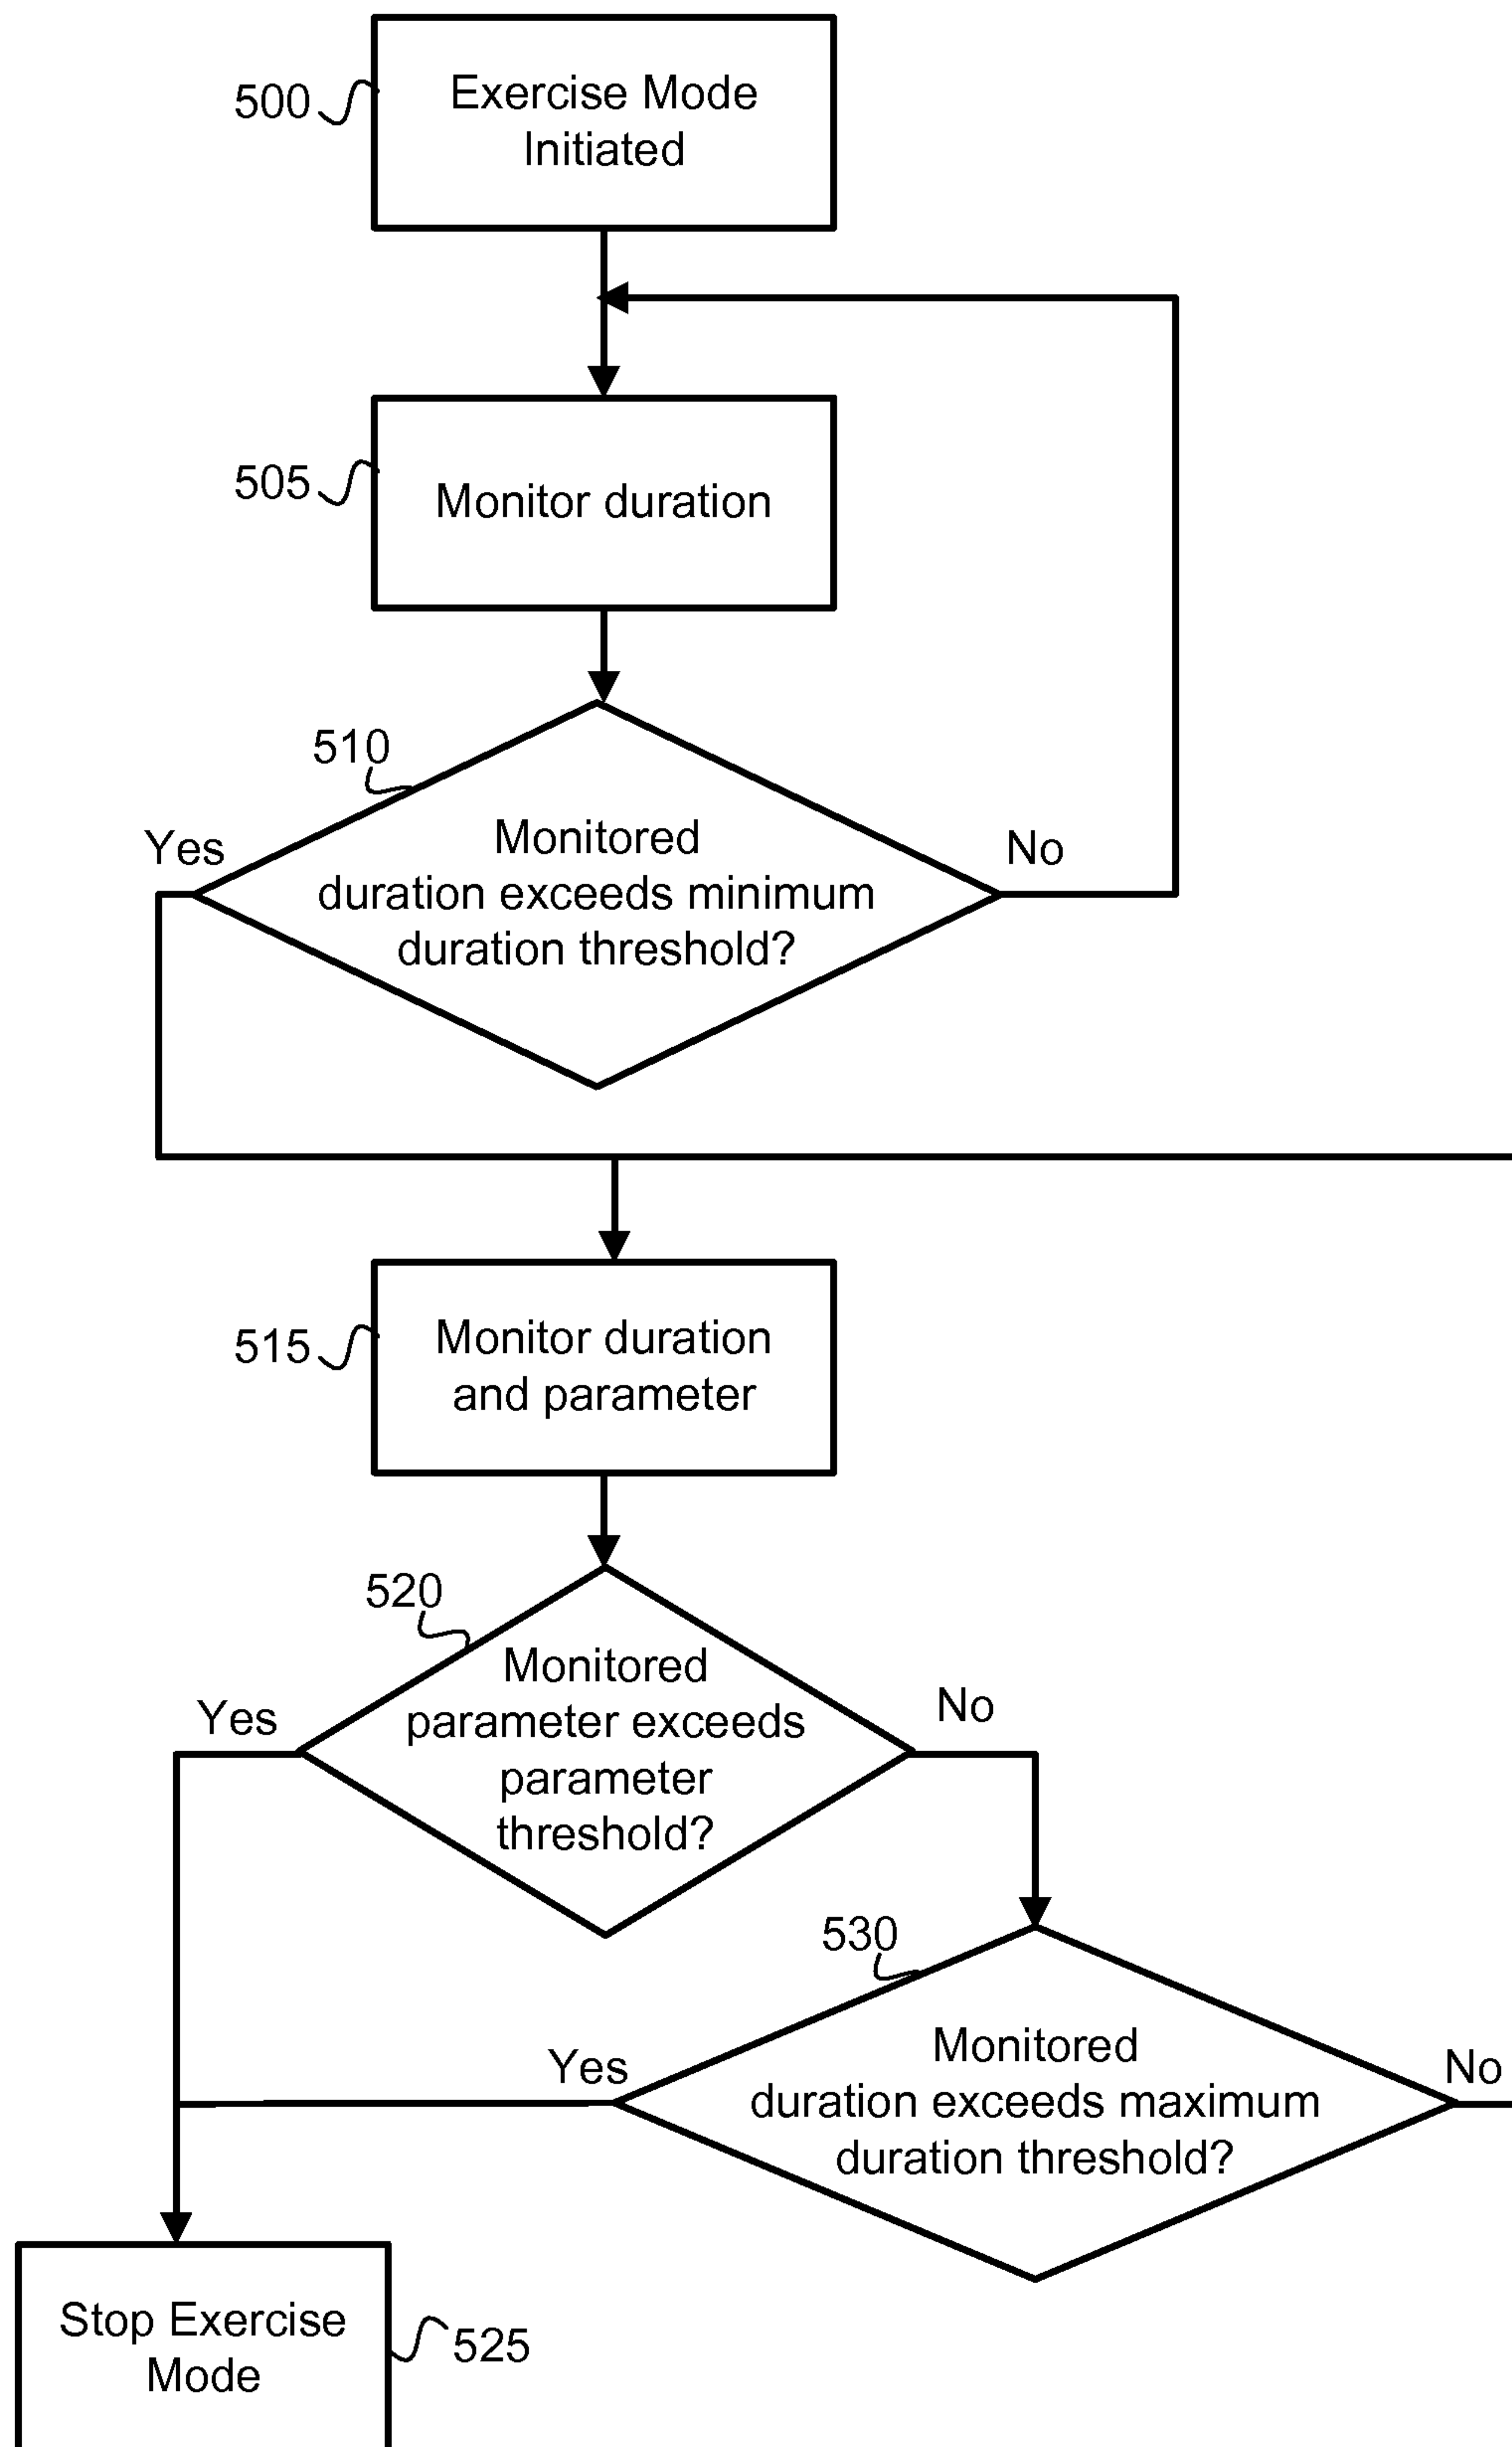 500
Exercise Mode
Initiated
505
Monitor duration
510
Yes
Monitored
duration exceeds minimum
duration threshold?
No
515
Monitor duration
and parameter
520
Yes
Monitored
parameter exceeds
parameter
threshold?
No
530
Yes
Monitored
duration exceeds maximum
duration threshold?
No
Stop Exercise
Mode
525